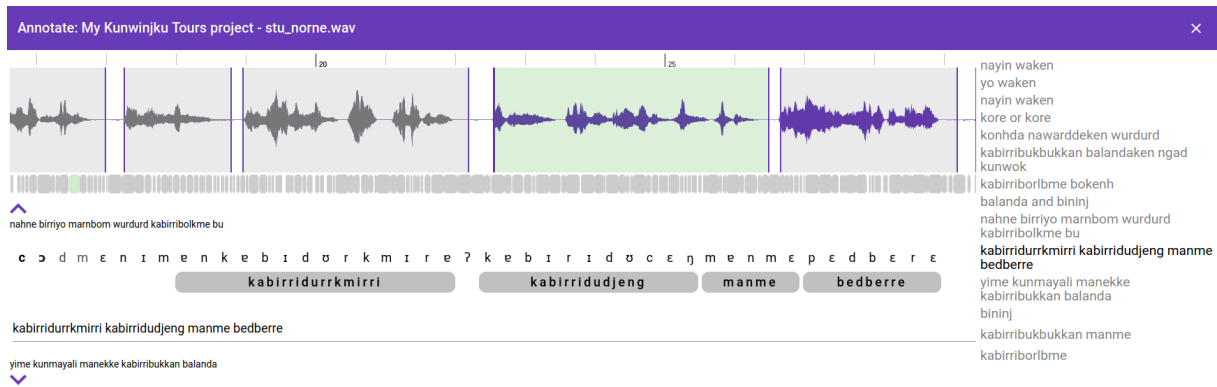 Annotate: My Kunwinjku Tours project - stu_norne.wav
20
25
nahne birriyo marnbom wurdurd kabirribolkme bu
c ɔ d m ɛ n ɪ m ɐ n k ɐ b ɪ d ʊ r k m ɪ r ɐ ʔ k ɐ b ɪ r ɪ d ʊ c ɛ ŋ m ɐ n m ɛ p ɛ d b ɛ r ɛ
kabirridurrkmirri
kabirridudjeng
manme
bedberre
kabirridurrkmirri kabirridudjeng manme bedberre
yime kunmayali manekke kabirribukkan balanda
nayin waken
yo waken
nayin waken
kore or kore
konhda nawarddeken wurdurd
kabirribukbukkan balandaken ngad
kunwok
kabirriborlbme bokenh
balanda and bininj
nahne birriyo marnbom wurdurd
kabirribolkme bu
kabirridurrkmirri kabirridudjeng manme
bedberre
yime kunmayali manekke
kabirribukkan balanda
bininj
kabirribukbukkan manme
kabirriborlbme